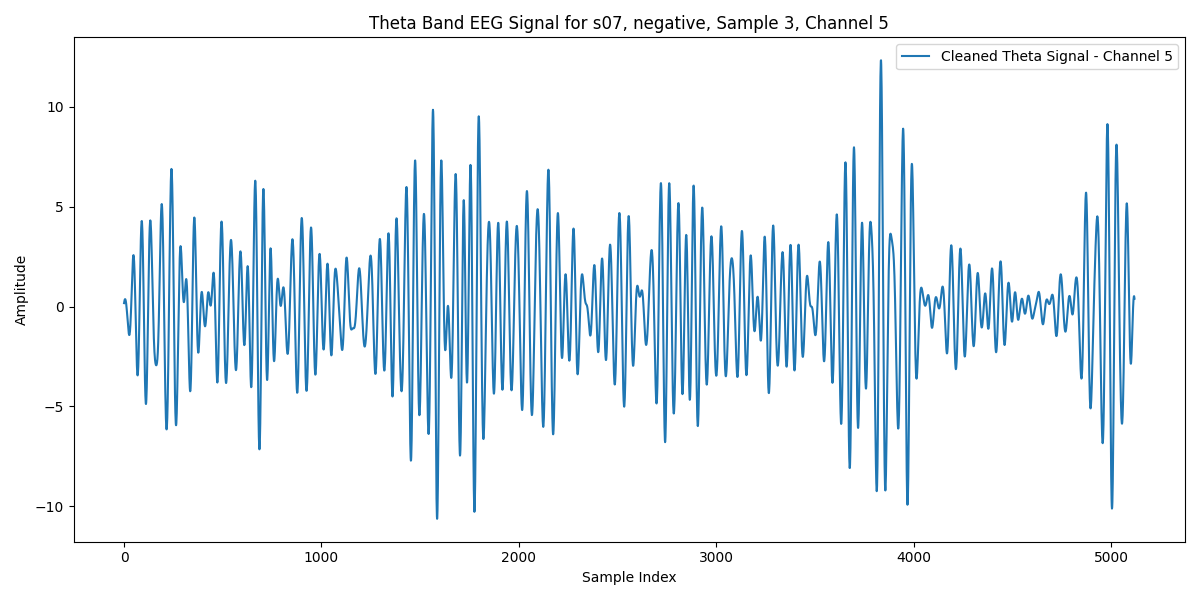 Theta Band EEG Signal for s07, negative, Sample 3, Channel 5
Cleaned Theta Signal - Channel 5
Amplitude
10
5
0
−5
−10
0 1000 2000 3000 4000 5000
Sample Index